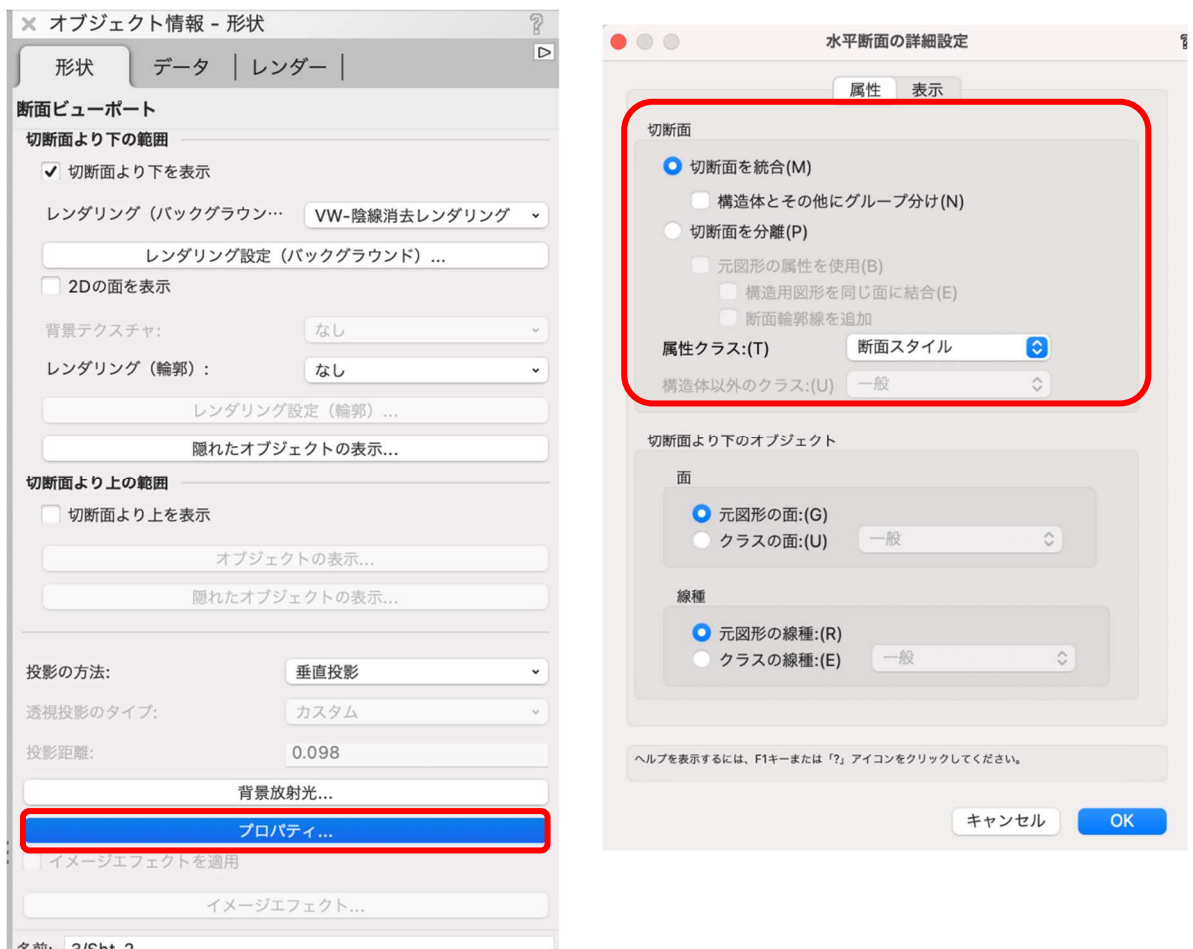 オブジェクト情報 - 形状
形状 データ レンダー
断面ビューポート
切断面より下の範囲
切断面より下を表示
レンダリング（バックグラウン… VW-陰線消去レンダリング
レンダリング設定（バックグラウンド）...
2Dの面を表示
背景テクスチャ: なし
レンダリング（輪郭）: なし
レンダリング設定（輪郭）...
隠れたオブジェクトの表示...
切断面より上の範囲
切断面より上を表示
オブジェクトの表示...
隠れたオブジェクトの表示...
投影の方法: 垂直投影
透視投影のタイプ: カスタム
投影距離: 0.098
背景放射光...
プロパティ...
イメージエフェクトを適用
イメージエフェクト...
名前: 3/Sht-2
水平断面の詳細設定
属性 表示
切断面
切断面を統合(M)
構造体とその他にグループ分け(N)
切断面を分離(P)
元図形の属性を使用(B)
構造用図形を同じ面に結合(E)
断面輪郭線を追加
属性クラス:(T) 断面スタイル
構造体以外のクラス:(U) 一般
切断面より下のオブジェクト
面
元図形の面:(G)
クラスの面:(U) 一般
線種
元図形の線種:(R)
クラスの線種:(E) 一般
ヘルプを表示するには、F1キーまたは「?」アイコンをクリックしてください。
キャンセル OK